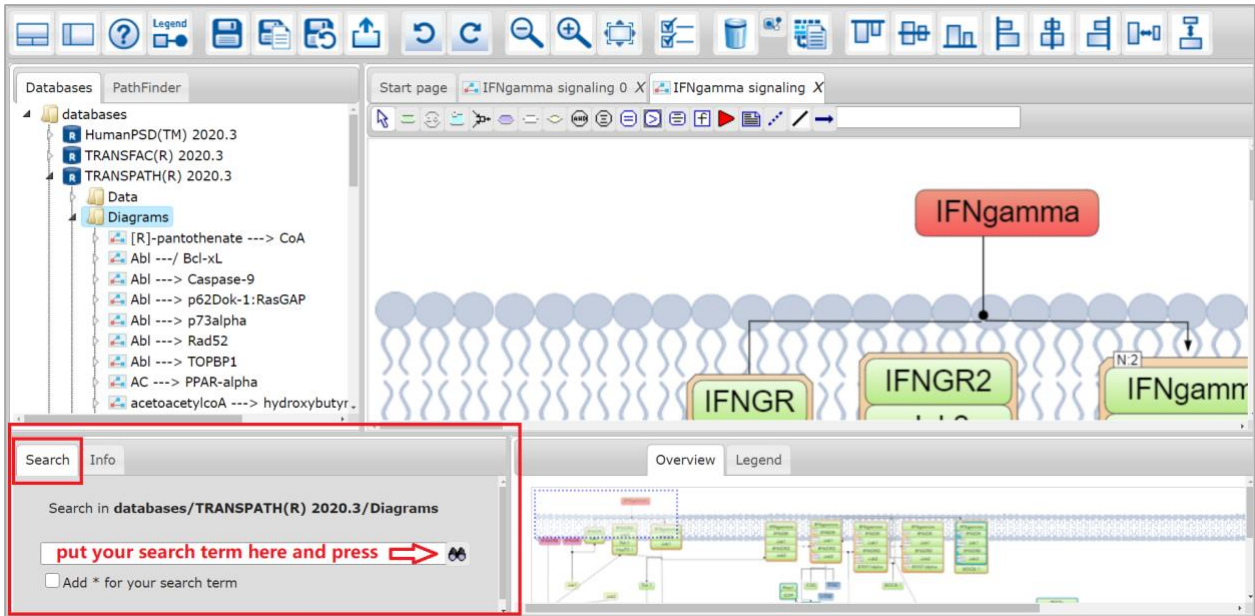 Legend
Databases
PathFinder
databases
HumanPSD(TM) 2020.3
TRANSFAC(R) 2020.3
TRANSPATH(R) 2020.3
Data
Diagrams
[R]-pantothenate ---> CoA
Abl ---/ Bcl-xL
Abl ---> Caspase-9
Abl ---> p62Dok-1:RasGAP
Abl ---> p73alpha
Abl ---> Rad52
Abl ---> TOPBP1
AC ---> PPAR-alpha
acetoacetylcoA ---> hydroxybutyr
Start page
IFNgamma signaling 0 X
IFNgamma signaling X
AND
IFNgamma
N:2
IFNGR
IFNGR2
IFNgamm
Search
Info
Search in databases/TRANSPATH(R) 2020.3/Diagrams
put your search term here and press
Add * for your search term
Overview
Legend